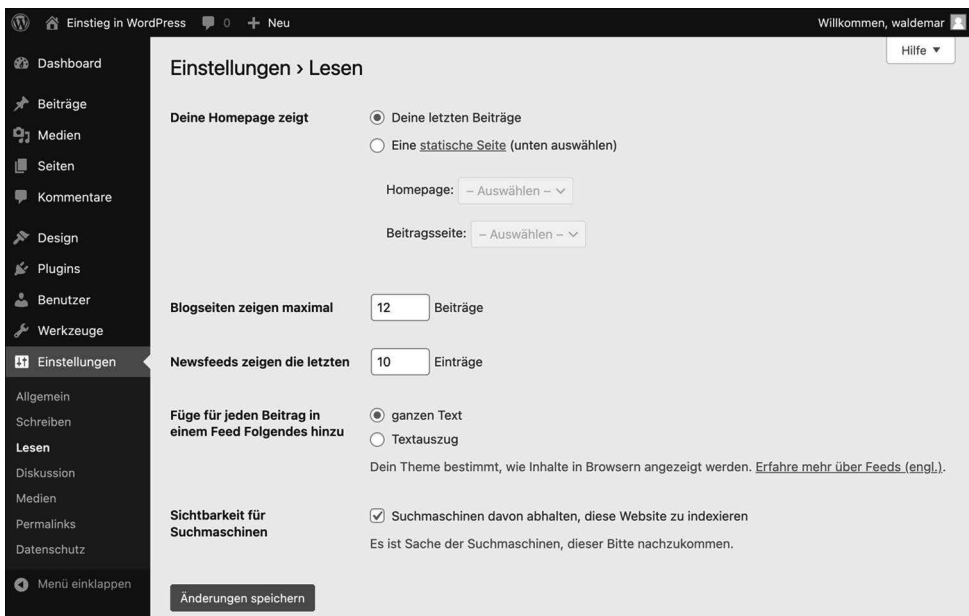 Einstieg in WordPress 0 + Neu Willkommen, waldemar
Hilfe ▼
Dashboard
Beiträge
Medien
Seiten
Kommentare
Design
Plugins
Benutzer
Werkzeuge
Einstellungen
Allgemein
Schreiben
Lesen
Diskussion
Medien
Permalinks
Datenschutz
Menü einklappen
Einstellungen › Lesen
Deine Homepage zeigt
Deine letzten Beiträge
Eine statische Seite (unten auswählen)
Homepage: – Auswählen –
Beitragsseite: – Auswählen –
Blogseiten zeigen maximal 12 Beiträge
Newsfeeds zeigen die letzten 10 Einträge
Füge für jeden Beitrag in
einem Feed Folgendes hinzu
ganzen Text
Textauszug
Dein Theme bestimmt, wie Inhalte in Browsern angezeigt werden. Erfahre mehr über Feeds (engl.).
Sichtbarkeit für
Suchmaschinen
Suchmaschinen davon abhalten, diese Website zu indexieren
Es ist Sache der Suchmaschinen, dieser Bitte nachzukommen.
Änderungen speichern